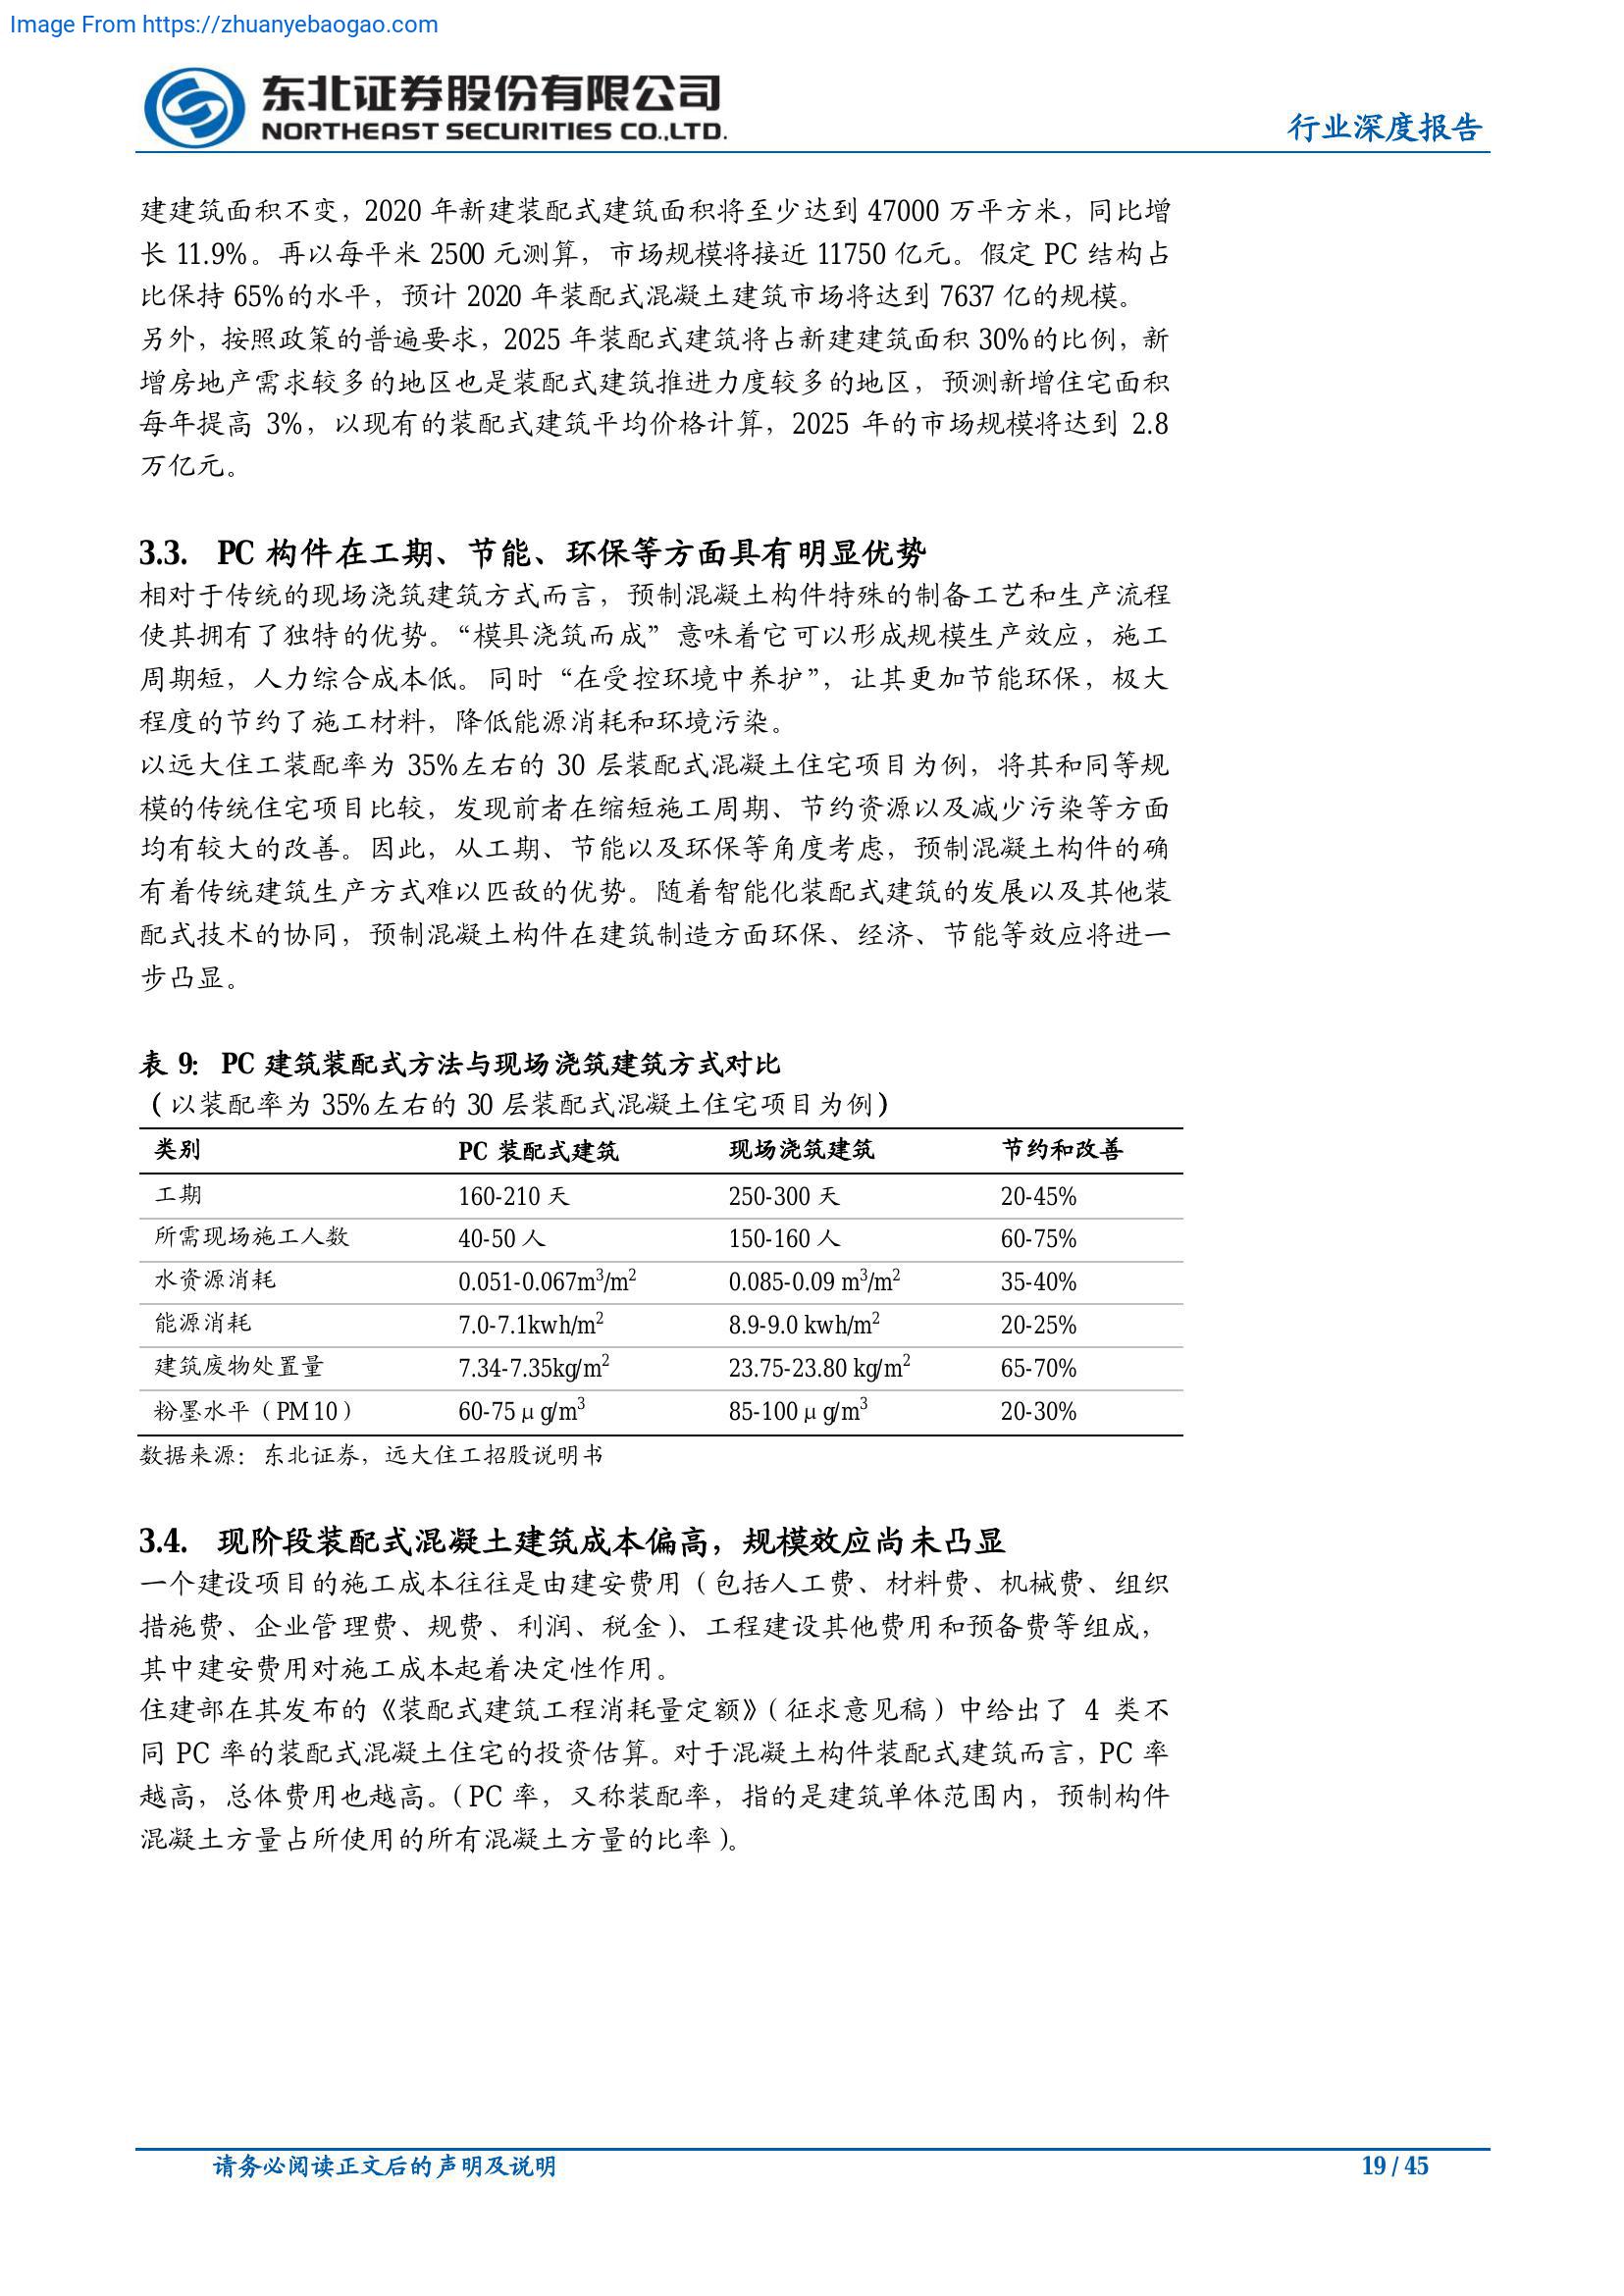 Image From https://zhuanyebaogao.com
东北证券股份有限公司
NORTHEAST SECURITIES CO.,LTD.
行业深度报告
建建筑面积不变，2020 年新建装配式建筑面积将至少达到 47000 万平方米，同比增
长 11.9%。再以每平米 2500 元测算，市场规模将接近 11750 亿元。假定 PC 结构占
比保持 65%的水平，预计 2020 年装配式混凝土建筑市场将达到 7637 亿的规模。
另外，按照政策的普遍要求，2025 年装配式建筑将占新建建筑面积 30%的比例，新
增房地产需求较多的地区也是装配式建筑推进力度较多的地区，预测新增住宅面积
每年提高 3%，以现有的装配式建筑平均价格计算，2025 年的市场规模将达到 2.8
万亿元。
3.3. PC 构件在工期、节能、环保等方面具有明显优势
相对于传统的现场浇筑建筑方式而言，预制混凝土构件特殊的制备工艺和生产流程
使其拥有了独特的优势。“模具浇筑而成”意味着它可以形成规模生产效应，施工
周期短，人力综合成本低。同时“在受控环境中养护”，让其更加节能环保，极大
程度的节约了施工材料，降低能源消耗和环境污染。
以远大住工装配率为 35%左右的 30 层装配式混凝土住宅项目为例，将其和同等规
模的传统住宅项目比较，发现前者在缩短施工周期、节约资源以及减少污染等方面
均有较大的改善。因此，从工期、节能以及环保等角度考虑，预制混凝土构件的确
有着传统建筑生产方式难以匹敌的优势。随着智能化装配式建筑的发展以及其他装
配式技术的协同，预制混凝土构件在建筑制造方面环保、经济、节能等效应将进一
步凸显。
表 9: PC 建筑装配式方法与现场浇筑建筑方式对比
（以装配率为 35%左右的 30 层装配式混凝土住宅项目为例）
类别 PC 装配式建筑 现场浇筑建筑 节约和改善
工期 160-210 天 250-300 天 20-45%
所需现场施工人数 40-50 人 150-160 人 60-75%
水资源消耗 0.051-0.067m³/m² 0.085-0.09 m³/m² 35-40%
能源消耗 7.0-7.1kwh/m² 8.9-9.0 kwh/m² 20-25%
建筑废物处置量 7.34-7.35kg/m² 23.75-23.80 kg/m² 65-70%
粉墨水平（PM10） 60-75μg/m³ 85-100μg/m³ 20-30%
数据来源：东北证券，远大住工招股说明书
3.4. 现阶段装配式混凝土建筑成本偏高，规模效应尚未凸显
一个建设项目的施工成本往往是由建安费用（包括人工费、材料费、机械费、组织
措施费、企业管理费、规费、利润、税金）、工程建设其他费用和预备费等组成，
其中建安费用对施工成本起着决定性作用。
住建部在其发布的《装配式建筑工程消耗量定额》（征求意见稿）中给出了 4 类不
同 PC 率的装配式混凝土住宅的投资估算。对于混凝土构件装配式建筑而言，PC 率
越高，总体费用也越高。（PC 率，又称装配率，指的是建筑单体范围内，预制构件
混凝土方量占所使用的所有混凝土方量的比率）。
请务必阅读正文后的声明及说明
19 / 45